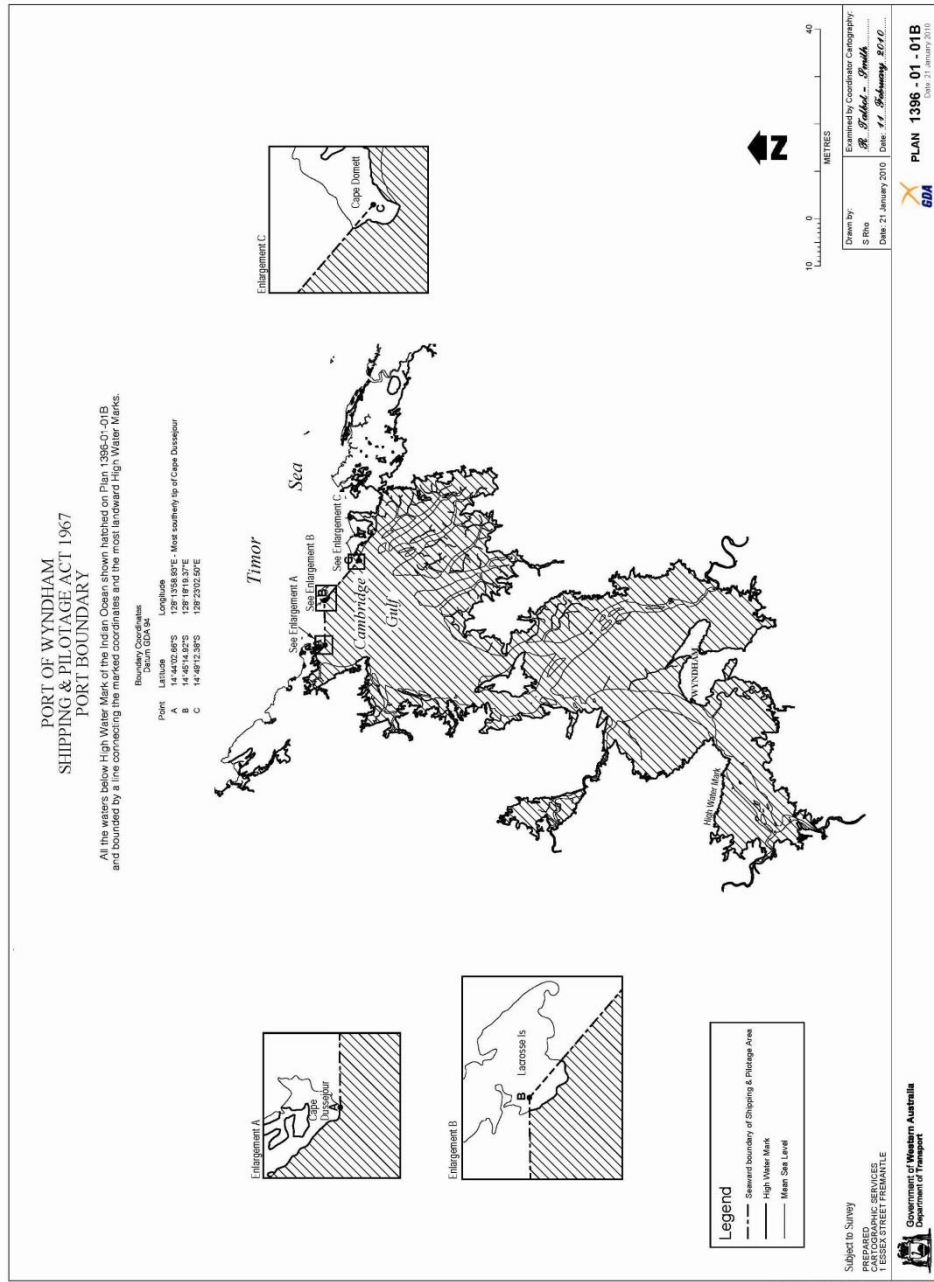 PORT OF WYNDHAM
SHIPPING & PILOTAGE ACT 1967
PORT BOUNDARY
All the waters below High Water Mark of the Indian Ocean shown hatched on Plan 1396-01-01B
and bounded by a line connecting the marked coordinates and the most landward High Water Marks.
Boundary Coordinates
Datum GDA 94
Point Latitude Longitude
A 14°44'02.66"S 128°13'58.93"E - Most southerly tip of Cape Dussejour
B 14°45'14.92"S 128°18'19.37"E
C 14°49'12.38"S 128°23'02.50"E
Enlargement A
Cape
Dussejour
A
Enlargement B
B
Lacrosse Is
Enlargement C
Cape Domett
C
Timor
Sea
See Enlargement A
See Enlargement B
See Enlargement C
A
B
C
Cambridge
Gulf
WYNDHAM
High Water Mark
Legend
Seaward boundary of Shipping & Pilotage Area
High Water Mark
Mean Sea Level
N
METRES
10 0 40
Subject to Survey
PREPARED
CARTOGRAPHIC SERVICES
1 ESSEX STREET FREMANTLE
Drawn by:
S Rho
Date: 21 January 2010
Examined by Coordinator Cartography:
R. Talbot - Smith
Date: 11 February 2010
Government of Western Australia
Department of Transport
GDA
PLAN 1396 - 01 - 01B
Date: 21 January 2010